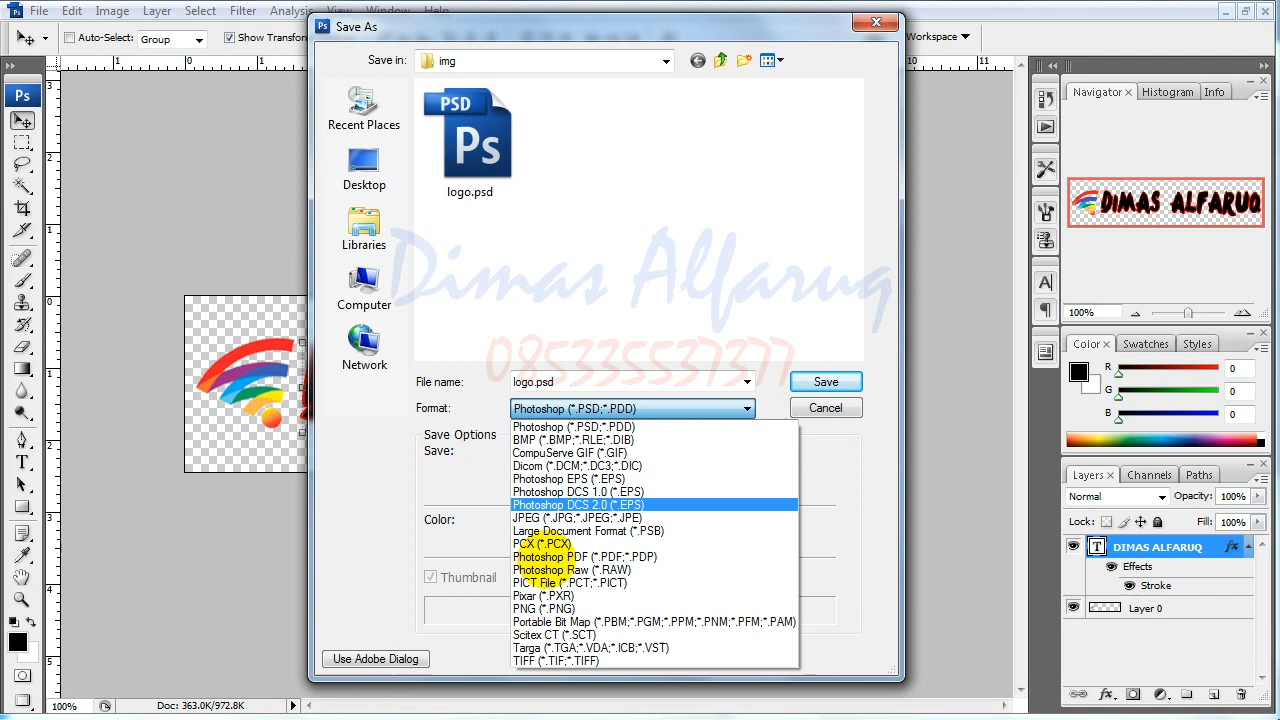 File Edit Image Layer Select Filter Analysis View Window Help
Save As
Auto-Select: Group Show Transform
Workspace
Save in: img
Recent Places
Desktop
Libraries
Computer
Network
PSD
Ps
logo.psd
Dimas Alfaruq
085335537577
File name: logo.psd Save
Format: Photoshop (*.PSD;*.PDD) Cancel
Photoshop (*.PSD;*.PDD)
BMP (*.BMP;*.RLE;*.DIB)
CompuServe GIF (*.GIF)
Dicom (*.DCM;*.DC3;*.DIC)
Photoshop EPS (*.EPS)
Photoshop DCS 1.0 (*.EPS)
Photoshop DCS 2.0 (*.EPS)
JPEG (*.JPG;*.JPEG;*.JPE)
Large Document Format (*.PSB)
PCX (*.PCX)
Photoshop PDF (*.PDF;*.PDP)
Photoshop Raw (*.RAW)
PICT File (*.PCT;*.PICT)
Pixar (*.PXR)
PNG (*.PNG)
Portable Bit Map (*.PBM;*.PGM;*.PPM;*.PNM;*.PFM;*.PAM)
Scitex CT (*.SCT)
Targa (*.TGA;*.VDA;*.ICB;*.VST)
TIFF (*.TIF;*.TIFF)
Save Options
Save:
Color:
Thumbnail
Use Adobe Dialog
Navigator Histogram Info
DIMAS ALFARUQ
100%
Color Swatches Styles
R 0
G 0
B 0
Layers Channels Paths
Normal Opacity: 100%
Lock: Fill: 100%
T DIMAS ALFARUQ fx
Effects
Stroke
Layer 0
100% Doc: 363.0K/972.8K